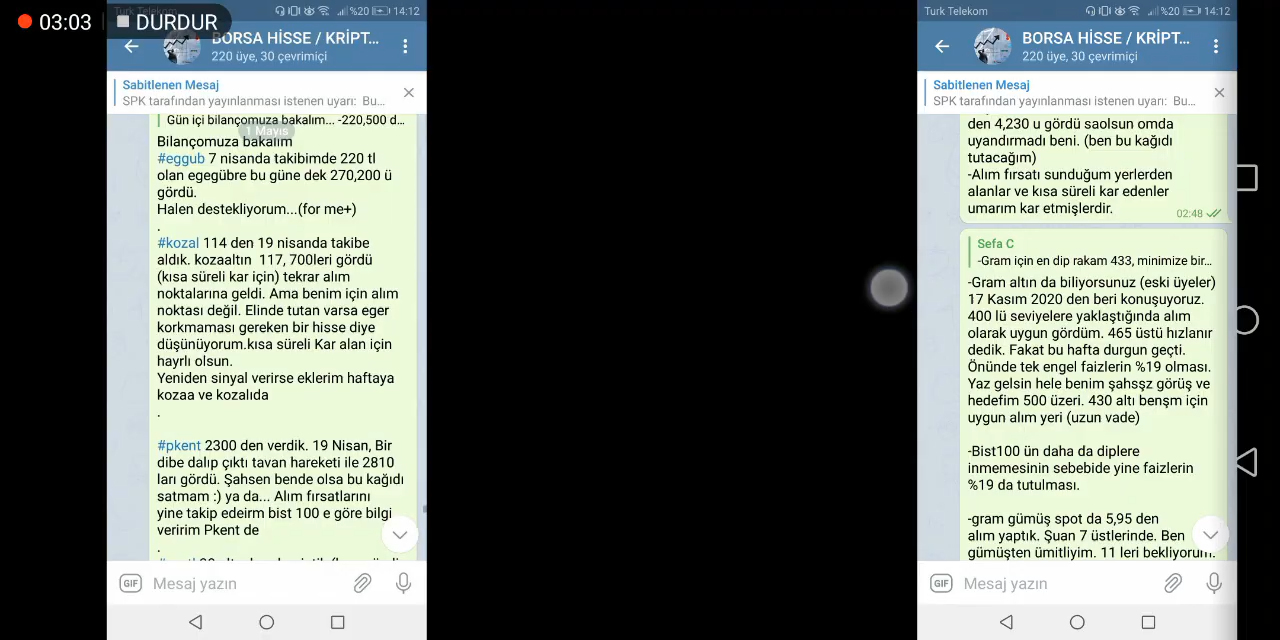 03:03
DURDUR
Turk Telekom
%20
14:12
BORSA HİSSE / KRİPT...
220 üye, 30 çevrimiçi
Sabitlenen Mesaj
SPK tarafından yayınlanması istenen uyarı: Bu...
Gün içi bilançomuza bakalım... -220,500 d...
1 Mayıs
Bilançomuza bakalım
#eggub 7 nisanda takibimde 220 tl
olan egegübre bu güne dek 270,200 ü
gördü.
Halen destekliyorum...(for me+)
.
#kozal 114 den 19 nisanda takibe
aldık. kozaaltın 117, 700leri gördü
(kısa süreli kar için) tekrar alım
noktalarına geldi. Ama benim için alım
noktası değil. Elinde tutan varsa eger
korkmaması gereken bir hisse diye
düşünüyorum.kısa süreli Kar alan için
hayrlı olsun.
Yeniden sinyal verirse eklerim haftaya
kozaa ve kozalıda
.
#pkent 2300 den verdik. 19 Nisan, Bir
dibe dalıp çıktı tavan hareketi ile 2810
ları gördü. Şahsen bende olsa bu kağıdı
satmam :) ya da... Alım fırsatlarını
yine takip edeirm bist 100 e göre bilgi
veririm Pkent de
.
GIF
Mesaj yazın
Turk Telekom
%20
14:12
BORSA HİSSE / KRİPT...
220 üye, 30 çevrimiçi
Sabitlenen Mesaj
SPK tarafından yayınlanması istenen uyarı: Bu...
den 4,230 u gördü saolsun omda
uyandırmadı beni. (ben bu kağıdı
tutacağım)
-Alım fırsatı sunduğum yerlerden
alanlar ve kısa süreli kar edenler
umarım kar etmişlerdir.
02:48
Sefa C
-Gram için en dip rakam 433, minimize bir...
-Gram altın da biliyorsunuz (eski üyeler)
17 Kasım 2020 den beri konuşuyoruz.
400 lü seviyelere yaklaştığında alım
olarak uygun gördüm. 465 üstü hızlanır
dedik. Fakat bu hafta durgun geçti.
Önünde tek engel faizlerin %19 olması.
Yaz gelsin hele benim şahsşz görüş ve
hedefim 500 üzeri. 430 altı benşm için
uygun alım yeri (uzun vade)
-Bist100 ün daha da diplere
inmemesinin sebebide yine faizlerin
%19 da tutulması.
-gram gümüş spot da 5,95 den
alım yaptık. Şuan 7 üstlerinde. Ben
gümüşten ümitliyim. 11 leri bekliyorum.
GIF
Mesaj yazın